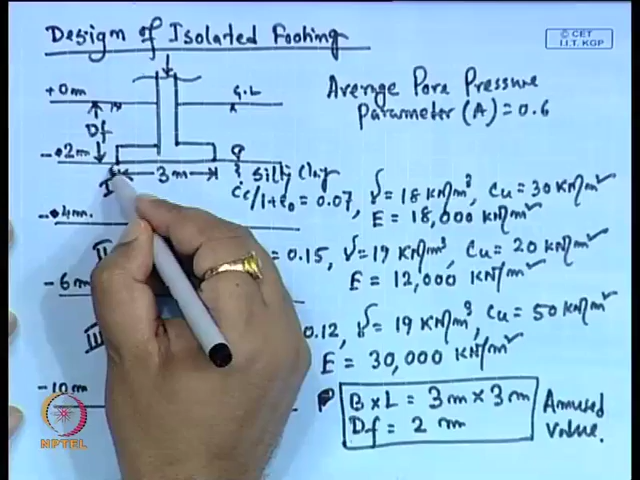 Design of Isolated Footing
© CET
I.I.T. KGP
+0m
G.L
Average Pore Pressure
Parameter (A) = 0.6
Df
-2m
3m
q
Silty Clay
I
Cc/1+e0 = 0.07, γ = 18 KN/m³, Cu = 30 KN/m²
E = 18,000 KN/m²
-4m.
II
= 0.15, γ = 19 KN/m³, Cu = 20 KN/m²
E = 12,000 KN/m²
-6m
III
0.12, γ = 19 KN/m³, Cu = 50 KN/m²
E = 30,000 KN/m²
-10m
B x L = 3m x 3m
Df = 2 m
Assumed
value.
NPTEL